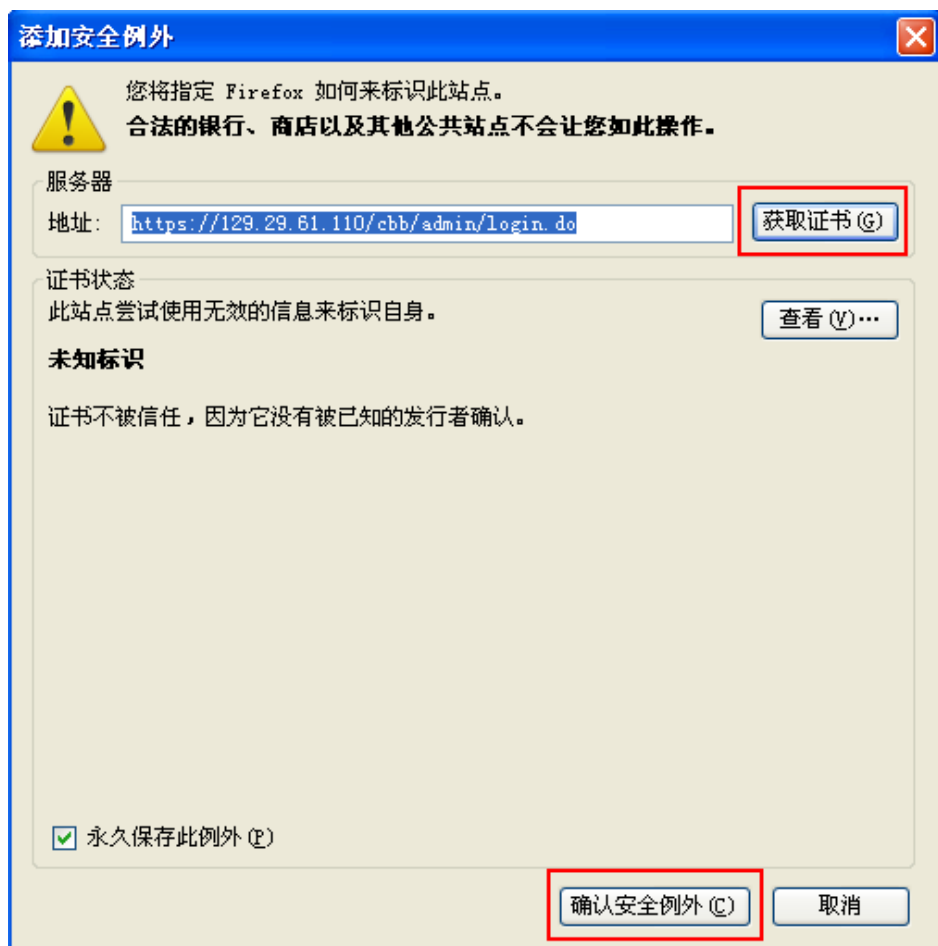 添加安全例外
您将指定 Firefox 如何来标识此站点。
合法的银行、商店以及其他公共站点不会让您如此操作。
服务器
地址: https://129.29.61.110/cbb/admin/login.do 获取证书(G)
证书状态
此站点尝试使用无效的信息来标识自身。 查看(V)…
未知标识
证书不被信任，因为它没有被已知的发行者确认。
永久保存此例外(P)
确认安全例外(C) 取消